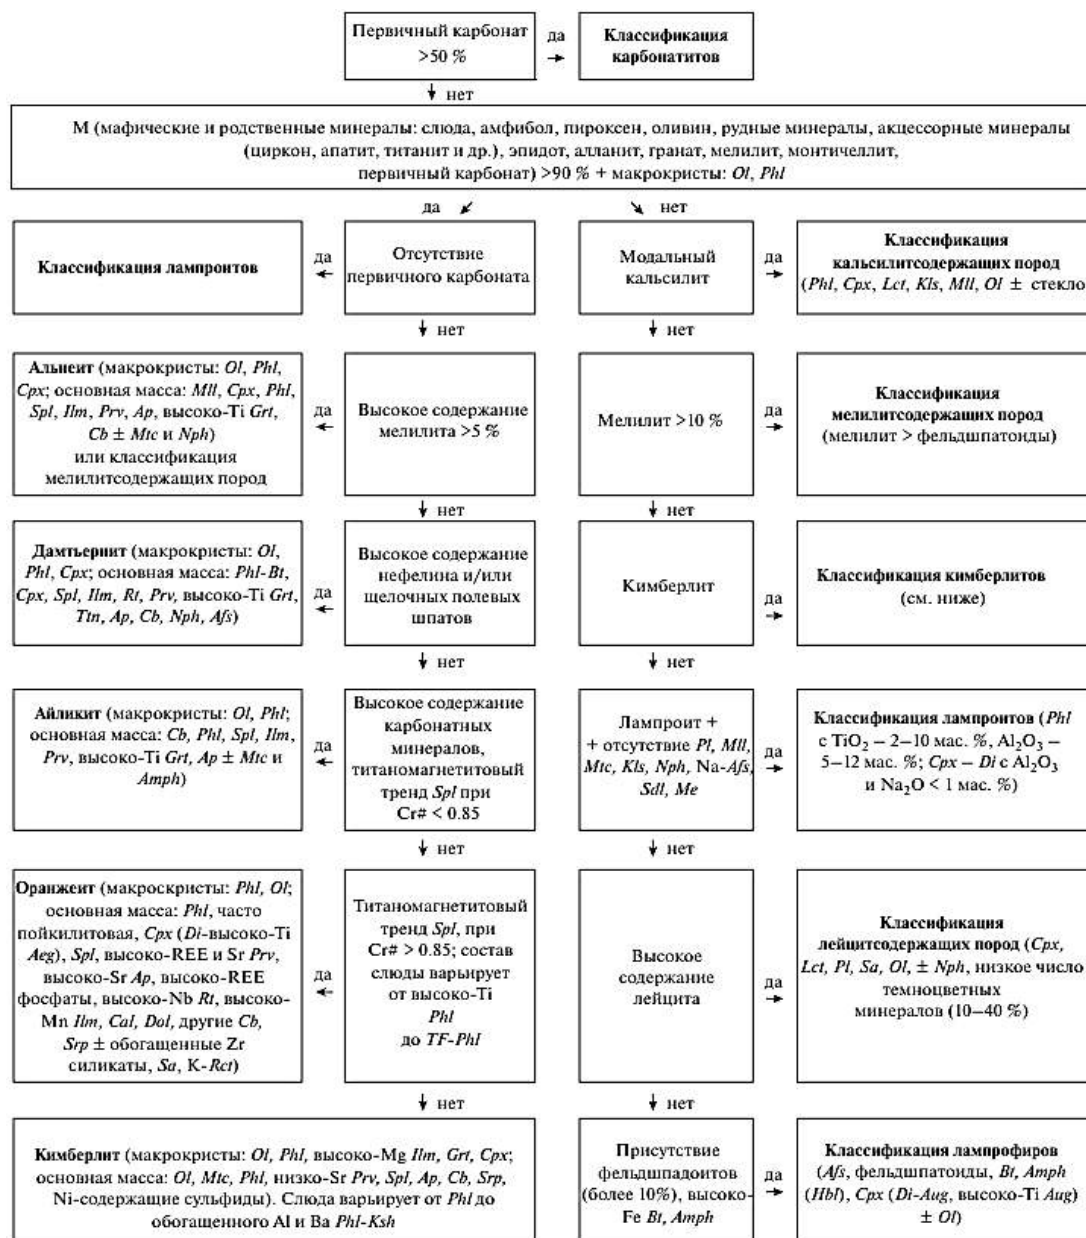 Первичный карбонат
>50 %
да
Классификация
карбонатитов
нет
М (мафические и родственные минералы: слюда, амфибол, пироксен, оливин, рудные минералы, акцессорные минералы
(циркон, апатит, титанит и др.), эпидот, алланит, гранат, мелилит, монтичеллит,
первичный карбонат) >90 % + макрокристы: Ol, Phl
да
нет
Классификация лампроитов
да
Отсутствие
первичного карбоната
Модальный
кальсилит
да
Классификация
кальсилитсодержащих пород
(Phl, Cpx, Lct, Kls, Mll, Ol ± стекло
нет
нет
Альнеит (макрокристы: Ol, Phl,
Cpx; основная масса: Mll, Cpx, Phl,
Spl, Ilm, Prv, Ap, высоко-Ti Grt,
Cb ± Mtc и Nph)
или классификация
мелилитсодержащих пород
да
Высокое содержание
мелилита >5 %
Мелилит >10 %
да
Классификация
мелилитсодержащих пород
(мелилит > фельдшпатоиды)
нет
нет
Дамтьернит (макрокристы: Ol,
Phl, Cpx; основная масса: Phl-Bt,
Cpx, Spl, Ilm, Rt, Prv, высоко-Ti Grt,
Ttn, Ap, Cb, Nph, Afs)
да
Высокое содержание
нефелина и/или
щелочных полевых
шпатов
Кимберлит
да
Классификация кимберлитов
(см. ниже)
нет
нет
Айликит (макрокристы: Ol, Phl;
основная масса: Cb, Phl, Spl, Ilm,
Prv, высоко-Ti Grt, Ap ± Mtc и
Amph)
да
Высокое содержание
карбонатных
минералов,
титаномагнетитовый
тренд Spl при
Cr# < 0.85
Лампроит +
+ отсутствие Pl, Mll,
Mtc, Kls, Nph, Na-Afs,
Sdl, Me
да
Классификация лампроитов (Phl
с TiO₂ – 2–10 мас. %, Al₂O₃ –
5–12 мас. %; Cpx – Di с Al₂O₃
и Na₂O < 1 мас. %)
нет
нет
Оранжеит (макроскристы: Phl, Ol;
основная масса: Phl, часто
пойкилитовая, Cpx (Di-высоко-Ti
Aeg), Spl, высоко-REE и Sr Prv,
высоко-Sr Ap, высоко-REE
фосфаты, высоко-Nb Rt, высоко-
Mn Ilm, Cal, Dol, другие Cb,
Srp ± обогащенные Zr
силикаты, Sa, K-Rct)
да
Титаномагнетитовый
тренд Spl, при
Cr# > 0.85; состав
слюды варьирует
от высоко-Ti
Phl
до TF-Phl
Высокое
содержание
лейцита
да
Классификация
лейцитсодержащих пород (Cpx,
Lct, Pl, Sa, Ol, ± Nph, низкое число
темноцветных
минералов (10–40 %)
нет
нет
Кимберлит (макрокристы: Ol, Phl, высоко-Mg Ilm, Grt, Cpx;
основная масса: Ol, Mtc, Phl, низко-Sr Prv, Spl, Ap, Cb, Srp,
Ni-содержащие сульфиды). Слюда варьирует от Phl до
обогащенного Al и Ba Phl-Ksh
Присутствие
фельдшпадоитов
(более 10%), высоко-
Fe Bt, Amph
да
Классификация лампрофиров
(Afs, фельдшпатоиды, Bt, Amph
(Hbl), Cpx (Di-Aug, высоко-Ti Aug)
± Ol)